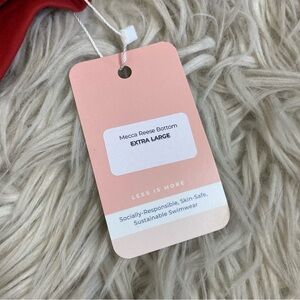 Mecca Reese Bottom
EXTRA LARGE
LESS IS MORE
Socially-Responsible, Skin-Safe,
Sustainable Swimwear